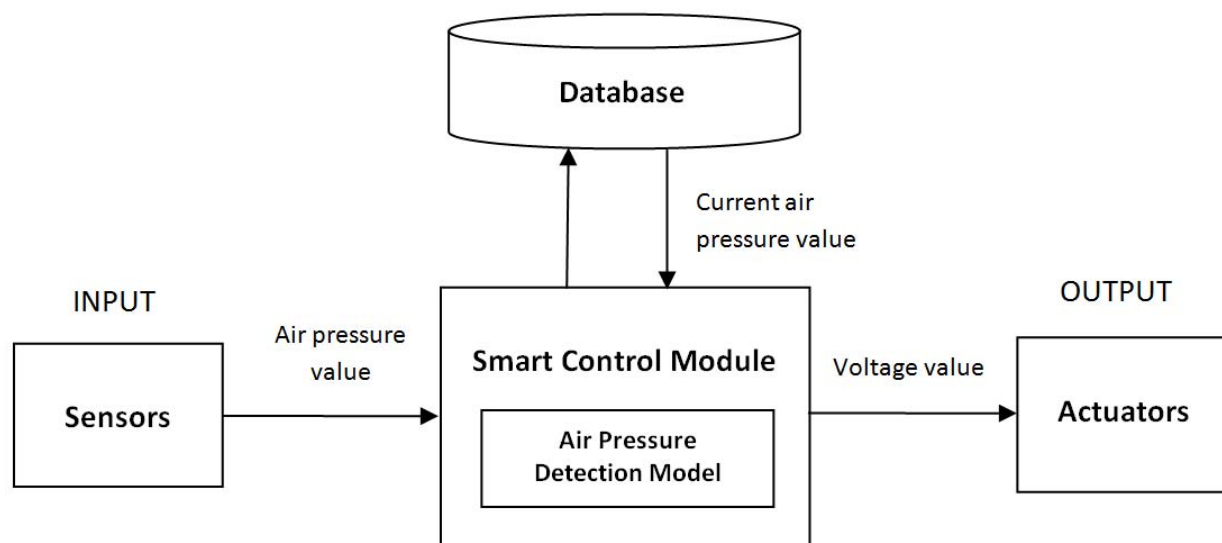 Database
Current air
pressure value
INPUT
OUTPUT
Air pressure
value
Smart Control Module
Voltage value
Sensors
Actuators
Air Pressure
Detection Model